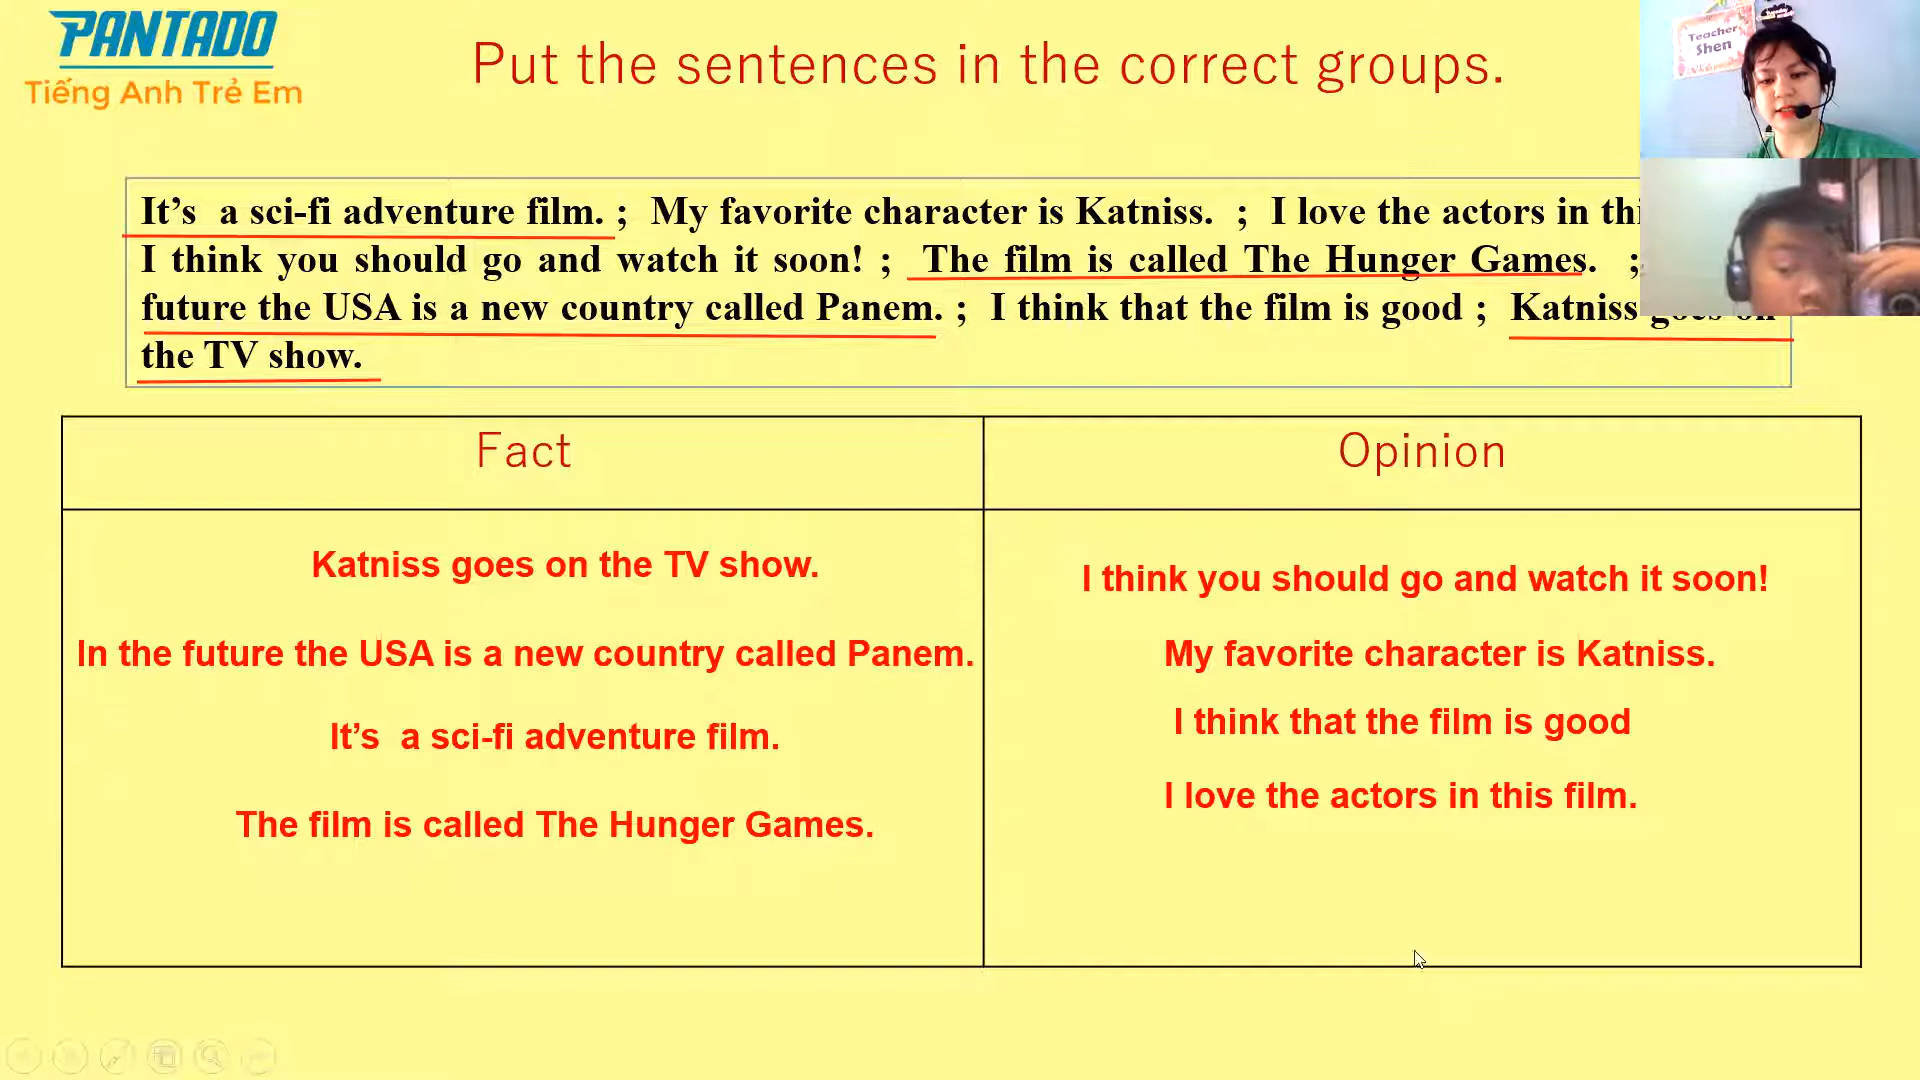 PANTADO
Tiếng Anh Trẻ Em
Put the sentences in the correct groups.
Teacher
Shen
It’s a sci-fi adventure film. ; My favorite character is Katniss. ; I love the actors in
I think you should go and watch it soon! ; The film is called The Hunger Games. ;
future the USA is a new country called Panem. ; I think that the film is good ; Katniss goes on
the TV show.
Fact
Opinion
Katniss goes on the TV show.
In the future the USA is a new country called Panem.
It’s a sci-fi adventure film.
The film is called The Hunger Games.
I think you should go and watch it soon!
My favorite character is Katniss.
I think that the film is good
I love the actors in this film.